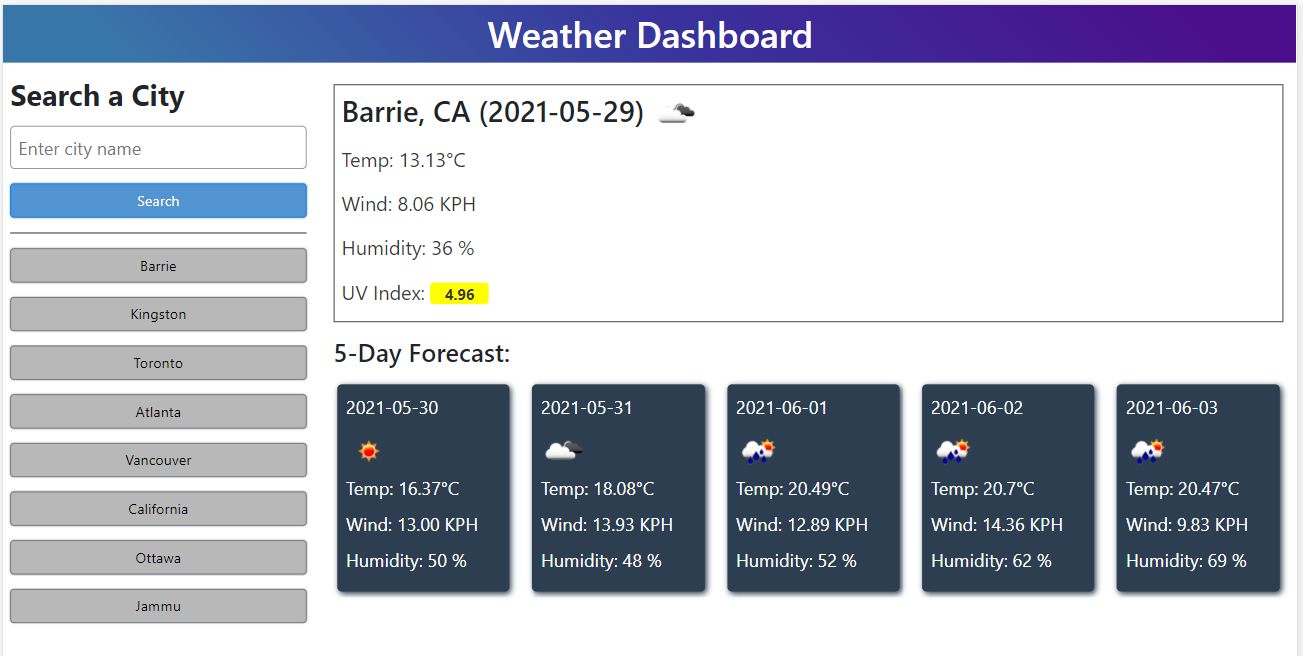 Weather Dashboard
Search a City
Enter city name
Search
Barrie
Kingston
Toronto
Atlanta
Vancouver
California
Ottawa
Jammu
Barrie, CA (2021-05-29)
Temp: 13.13°C
Wind: 8.06 KPH
Humidity: 36 %
UV Index: 4.96
5-Day Forecast:
2021-05-30
Temp: 16.37°C
Wind: 13.00 KPH
Humidity: 50 %
2021-05-31
Temp: 18.08°C
Wind: 13.93 KPH
Humidity: 48 %
2021-06-01
Temp: 20.49°C
Wind: 12.89 KPH
Humidity: 52 %
2021-06-02
Temp: 20.7°C
Wind: 14.36 KPH
Humidity: 62 %
2021-06-03
Temp: 20.47°C
Wind: 9.83 KPH
Humidity: 69 %